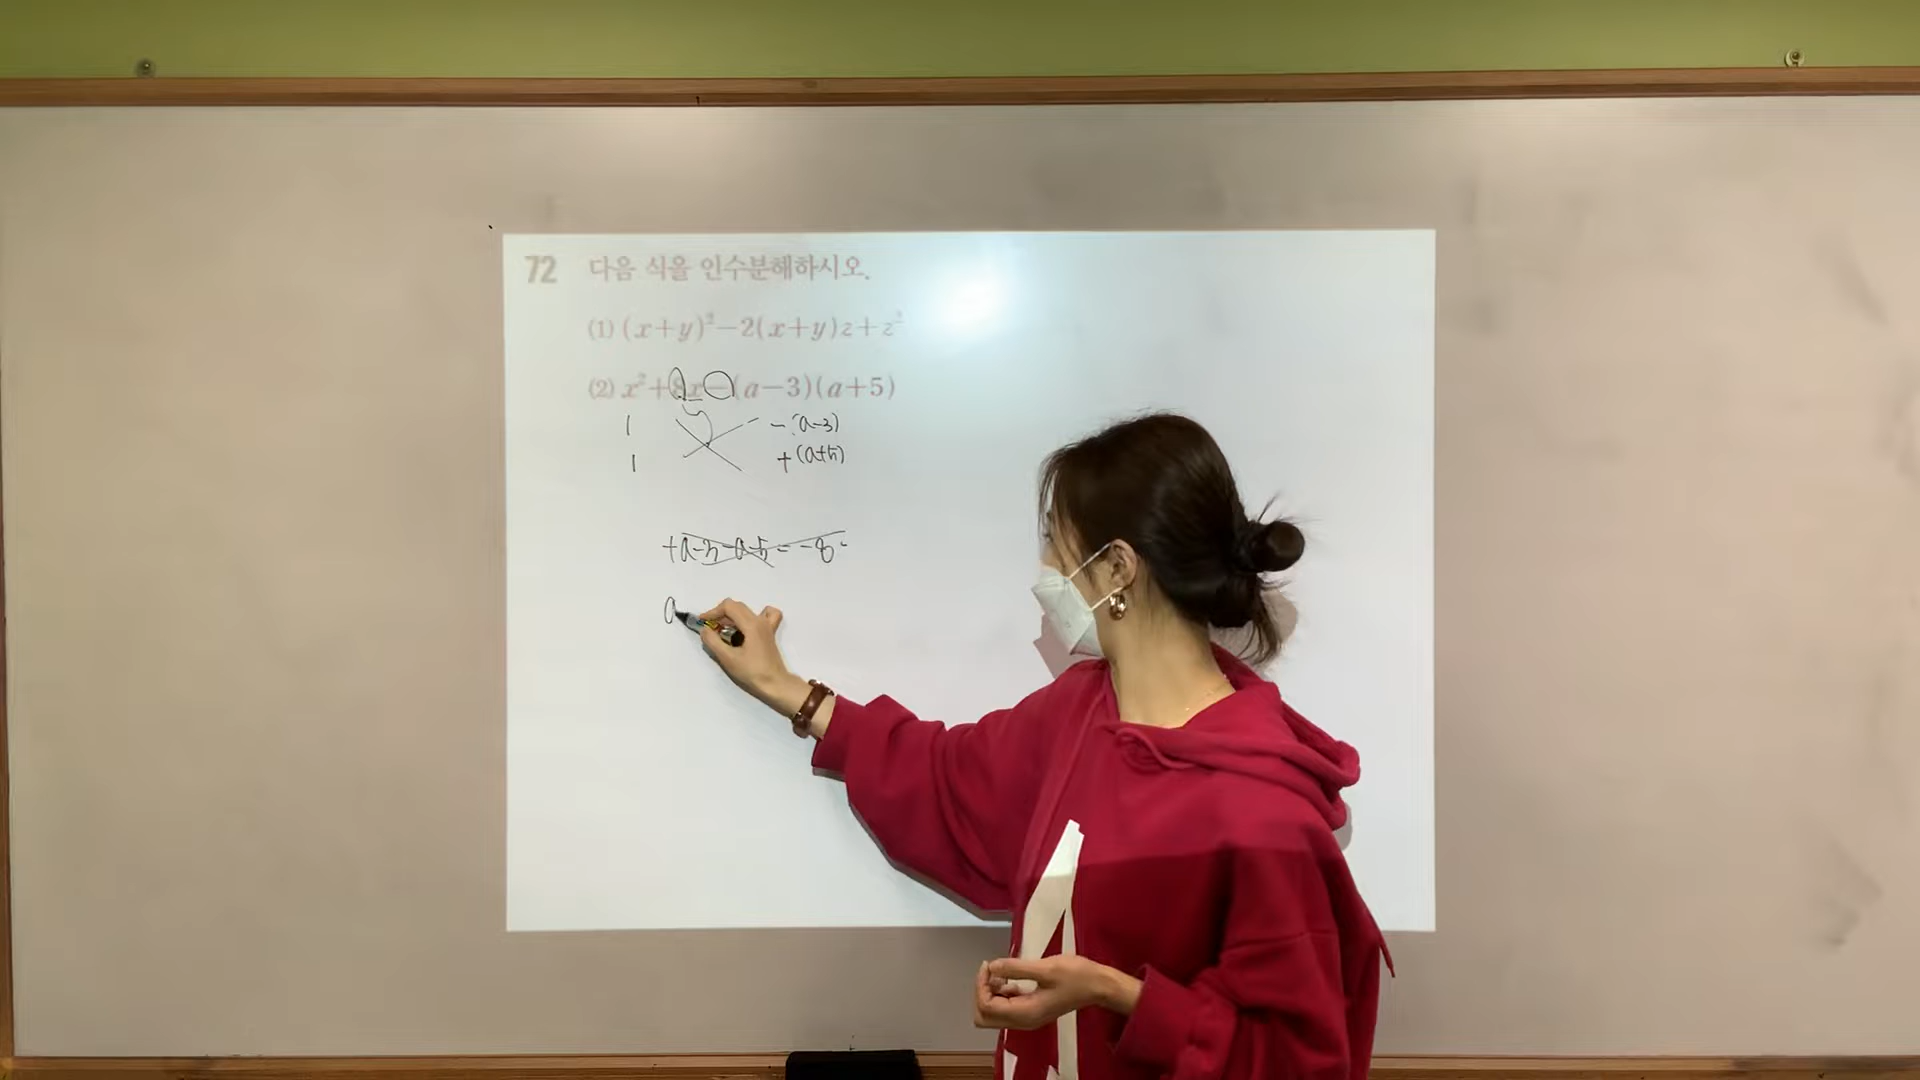 72 다음 식을 인수분해하시오.
(1) (x+y)²−2(x+y)z+z²
(2) x²+8x−(a−3)(a+5)
1 −(a−3)
1 +(a+5)
+a−3−a−5=−8
a